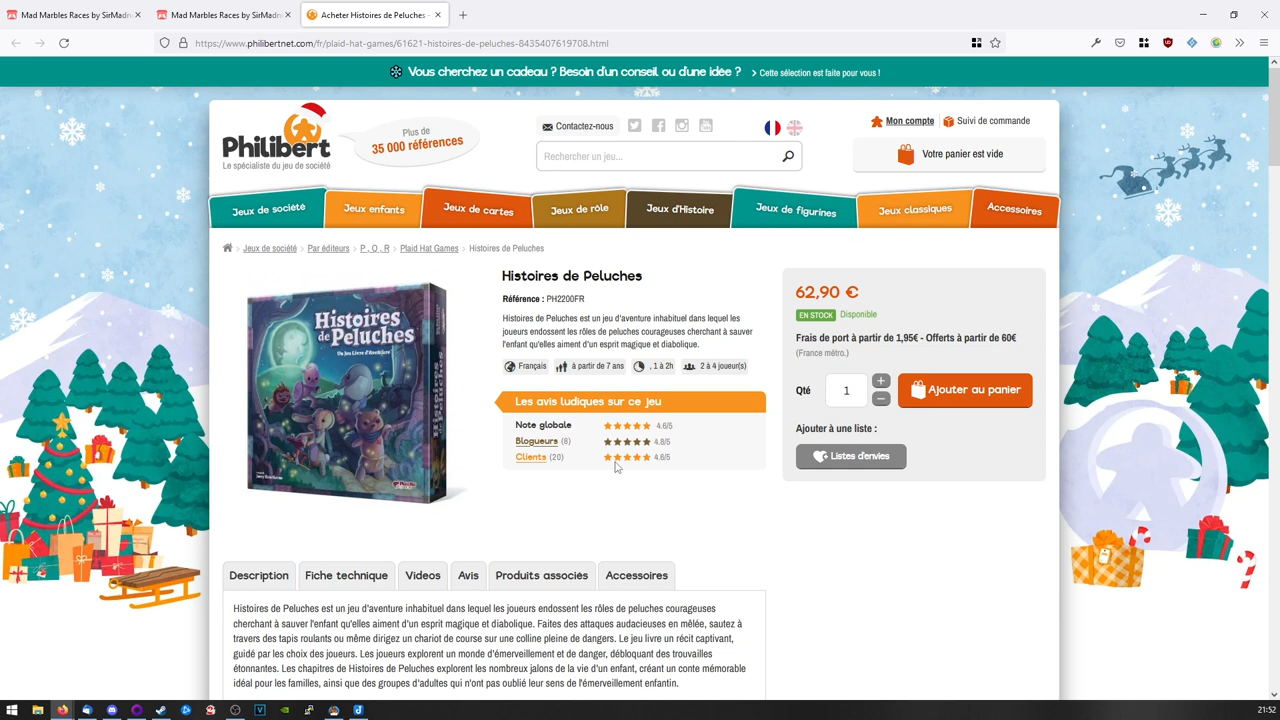 Mad Marbles Races by SirMadn
Mad Marbles Races by SirMadn
Acheter Histoires de Peluches -
https://www.philibertnet.com/fr/plaid-hat-games/61621-histoires-de-peluches-8435407619708.html
Vous cherchez un cadeau ? Besoin d'un conseil ou d'une idée ? Cette sélection est faite pour vous !
Philibert
Le spécialiste du jeu de société
Plus de
35 000 références
Contactez-nous
Mon compte
Suivi de commande
Rechercher un jeu...
Votre panier est vide
Jeux de société
Jeux enfants
Jeux de cartes
Jeux de rôle
Jeux d'Histoire
Jeux de figurines
Jeux classiques
Accessoires
Jeux de société > Par éditeurs > P , Q , R > Plaid Hat Games > Histoires de Peluches
Histoires de Peluches
Un Jeu Livre d'Aventure
Histoires de Peluches
Référence : PH2200FR
Histoires de Peluches est un jeu d'aventure inhabituel dans lequel les
joueurs endossent les rôles de peluches courageuses cherchant à sauver
l'enfant qu'elles aiment d'un esprit magique et diabolique.
Français
à partir de 7 ans
, 1 à 2h
2 à 4 joueur(s)
Les avis ludiques sur ce jeu
Note globale 4.6/5
Blogueurs (8) 4.8/5
Clients (20) 4.6/5
62,90 €
EN STOCK Disponible
Frais de port à partir de 1,95€ - Offerts à partir de 60€
(France métro.)
Qté 1 + − Ajouter au panier
Ajouter à une liste :
Listes d'envies
Description
Fiche technique
Videos
Avis
Produits associés
Accessoires
Histoires de Peluches est un jeu d'aventure inhabituel dans lequel les joueurs endossent les rôles de peluches courageuses
cherchant à sauver l'enfant qu'elles aiment d'un esprit magique et diabolique. Faites des attaques audacieuses en mêlée, sautez à
travers des tapis roulants ou même dirigez un chariot de course sur une colline pleine de dangers. Le jeu livre un récit captivant,
guidé par les choix des joueurs. Les joueurs explorent un monde d'émerveillement et de danger, débloquant des trouvailles
étonnantes. Les chapitres de Histoires de Peluches explorent les nombreux jalons de la vie d'un enfant, créant un conte mémorable
idéal pour les familles, ainsi que des groupes d'adultes qui n'ont pas oublié leur sens de l'émerveillement enfantin.
21:52